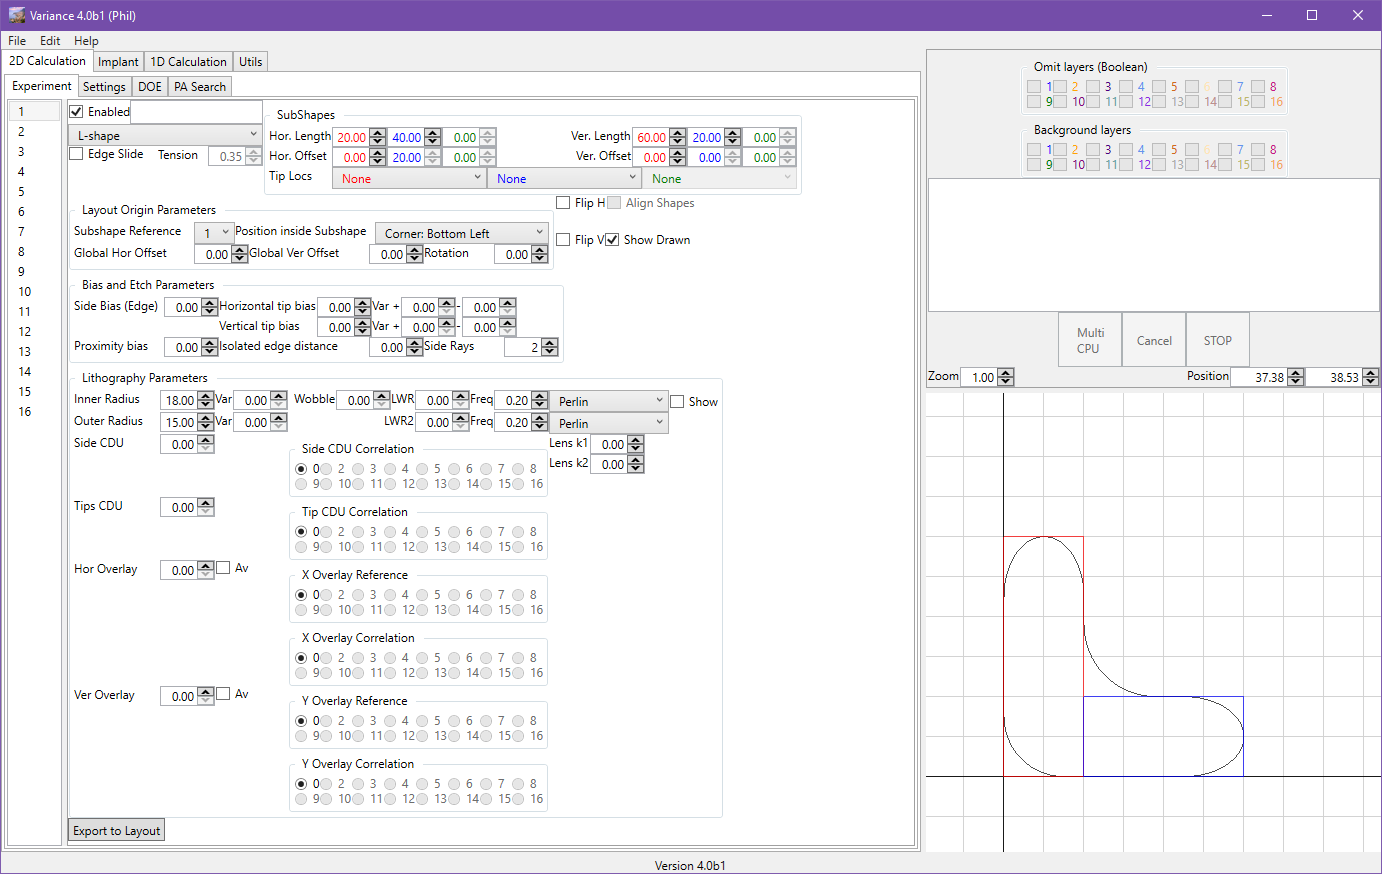 Variance 4.0b1 (Phil)
File Edit Help
2D Calculation Implant 1D Calculation Utils
Experiment Settings DOE PA Search
1
2
3
4
5
6
7
8
9
10
11
12
13
14
15
16
Enabled
L-shape
Edge Slide Tension 0.35
SubShapes
Hor. Length 20.00 40.00 0.00 Ver. Length 60.00 20.00 0.00
Hor. Offset 0.00 20.00 0.00 Ver. Offset 0.00 0.00 0.00
Tip Locs None None None
Flip H Align Shapes
Flip V Show Drawn
Layout Origin Parameters
Subshape Reference 1 Position inside Subshape Corner: Bottom Left
Global Hor Offset 0.00 Global Ver Offset 0.00 Rotation 0.00
Bias and Etch Parameters
Side Bias (Edge) 0.00 Horizontal tip bias 0.00 Var + 0.00 - 0.00
Vertical tip bias 0.00 Var + 0.00 - 0.00
Proximity bias 0.00 Isolated edge distance 0.00 Side Rays 2
Lithography Parameters
Inner Radius 18.00 Var 0.00 Wobble 0.00 LWR 0.00 Freq 0.20 Perlin Show
Outer Radius 15.00 Var 0.00 LWR2 0.00 Freq 0.20 Perlin
Side CDU 0.00 Lens k1 0.00
Lens k2 0.00
Side CDU Correlation
0 2 3 4 5 6 7 8
9 10 11 12 13 14 15 16
Tips CDU 0.00
Tip CDU Correlation
0 2 3 4 5 6 7 8
9 10 11 12 13 14 15 16
Hor Overlay 0.00 Av
X Overlay Reference
0 2 3 4 5 6 7 8
9 10 11 12 13 14 15 16
X Overlay Correlation
0 2 3 4 5 6 7 8
9 10 11 12 13 14 15 16
Ver Overlay 0.00 Av
Y Overlay Reference
0 2 3 4 5 6 7 8
9 10 11 12 13 14 15 16
Y Overlay Correlation
0 2 3 4 5 6 7 8
9 10 11 12 13 14 15 16
Export to Layout
Omit layers (Boolean)
1 2 3 4 5 6 7 8
9 10 11 12 13 14 15 16
Background layers
1 2 3 4 5 6 7 8
9 10 11 12 13 14 15 16
Multi CPU Cancel STOP
Zoom 1.00 Position 37.38 38.53
Version 4.0b1